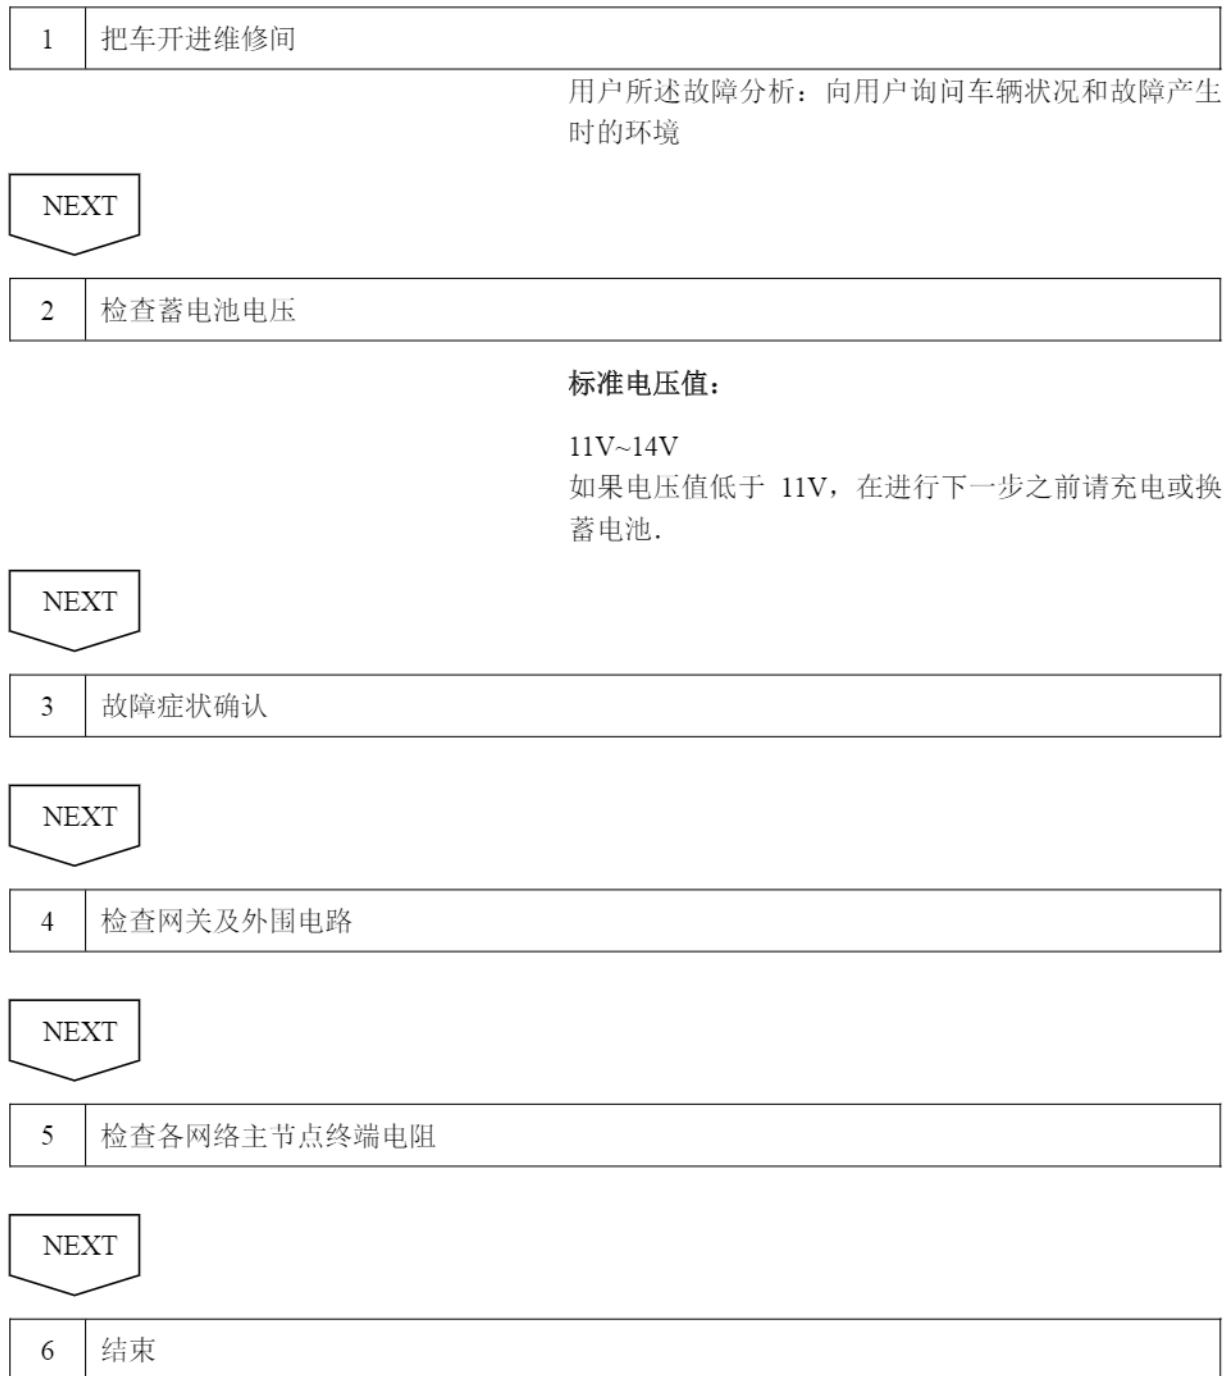 1 把车开进维修间
用户所述故障分析：向用户询问车辆状况和故障产生
时的环境
NEXT
2 检查蓄电池电压
标准电压值：
11V~14V
如果电压值低于 11V，在进行下一步之前请充电或换
蓄电池．
NEXT
3 故障症状确认
NEXT
4 检查网关及外围电路
NEXT
5 检查各网络主节点终端电阻
NEXT
6 结束